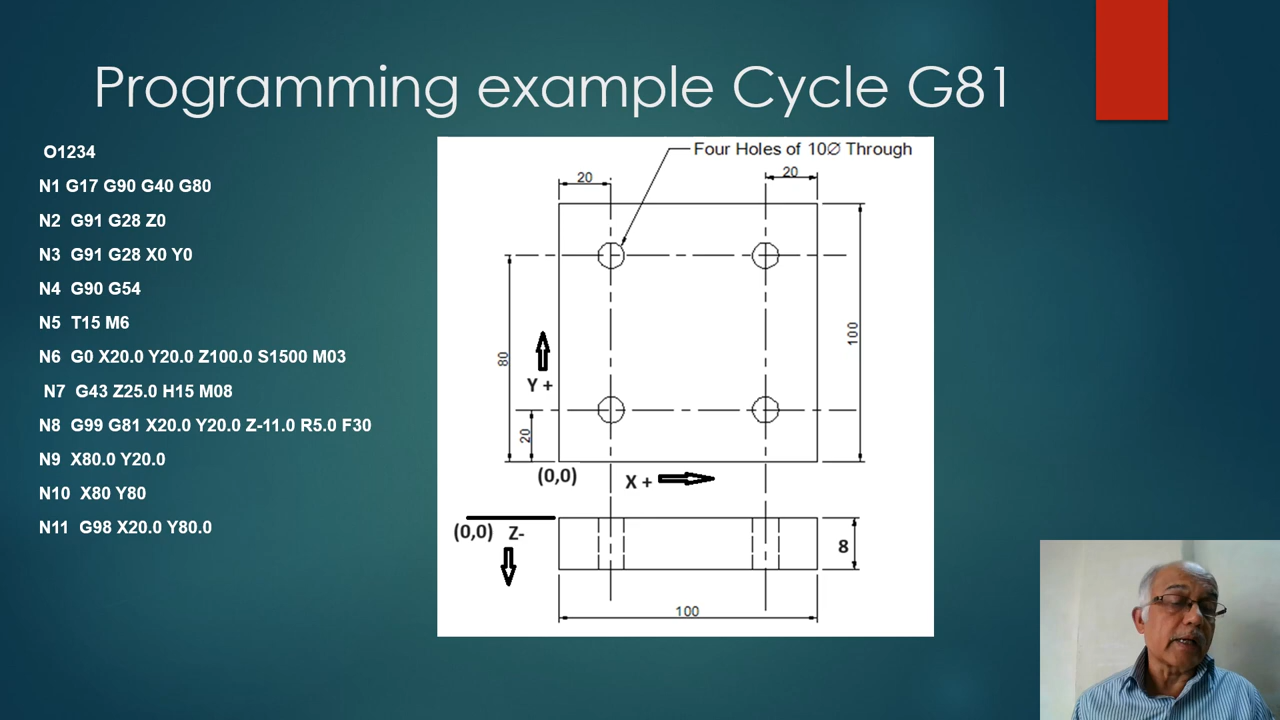 Programming example Cycle G81
O1234
N1 G17 G90 G40 G80
N2 G91 G28 Z0
N3 G91 G28 X0 Y0
N4 G90 G54
N5 T15 M6
N6 G0 X20.0 Y20.0 Z100.0 S1500 M03
N7 G43 Z25.0 H15 M08
N8 G99 G81 X20.0 Y20.0 Z-11.0 R5.0 F30
N9 X80.0 Y20.0
N10 X80 Y80
N11 G98 X20.0 Y80.0
Four Holes of 10∅ Through
20
20
80
100
Y +
20
(0,0)
X +
(0,0)
Z-
8
100